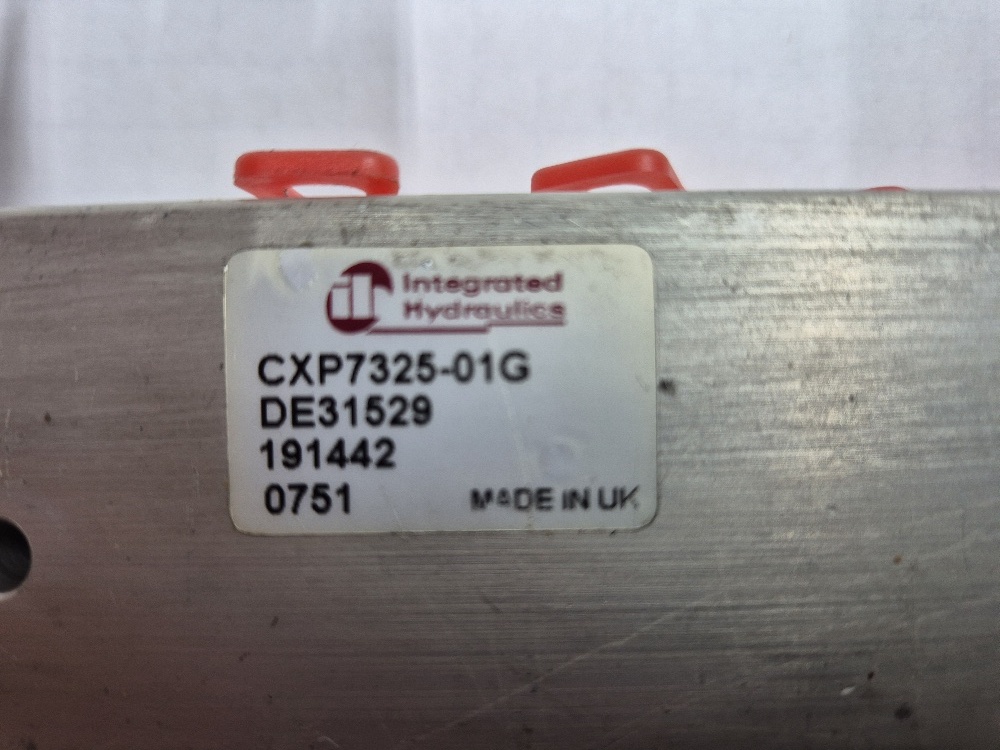 Integrated
Hydraulics
CXP7325-01G
DE31529
191442
0751 MADE IN UK